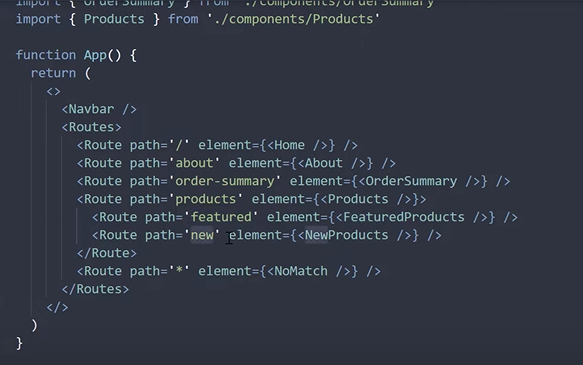 import { OrderSummary } from './components/OrderSummary'
import { Products } from './components/Products'
function App() {
return (
<>
<Navbar />
<Routes>
<Route path='/' element={<Home />} />
<Route path='about' element={<About />} />
<Route path='order-summary' element={<OrderSummary />} />
<Route path='products' element={<Products />}>
<Route path='featured' element={<FeaturedProducts />} />
<Route path='new' element={<NewProducts />} />
</Route>
<Route path='*' element={<NoMatch />} />
</Routes>
</>
)
}